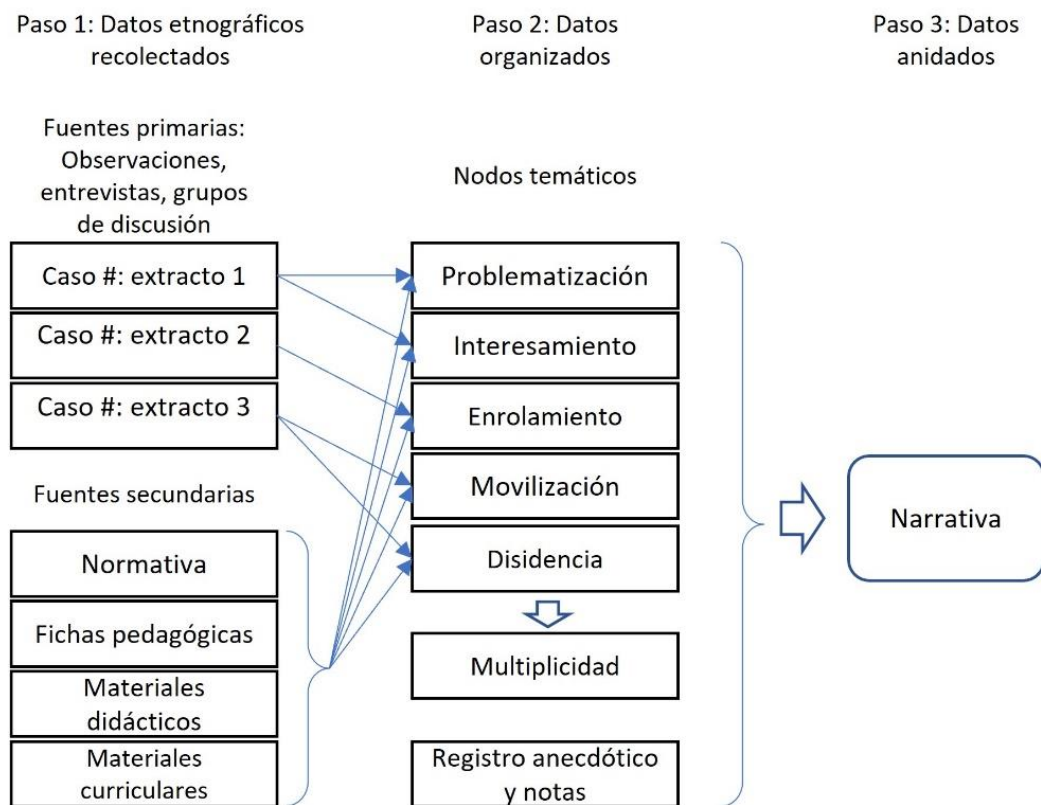 Paso 1: Datos etnográficos
recolectados
Fuentes primarias:
Observaciones,
entrevistas, grupos
de discusión
Caso #: extracto 1
Caso #: extracto 2
Caso #: extracto 3
Fuentes secundarias
Normativa
Fichas pedagógicas
Materiales
didácticos
Materiales
curriculares
Paso 2: Datos
organizados
Nodos temáticos
Problematización
Interesamiento
Enrolamiento
Movilización
Disidencia
Multiplicidad
Registro anecdótico
y notas
Paso 3: Datos
anidados
Narrativa